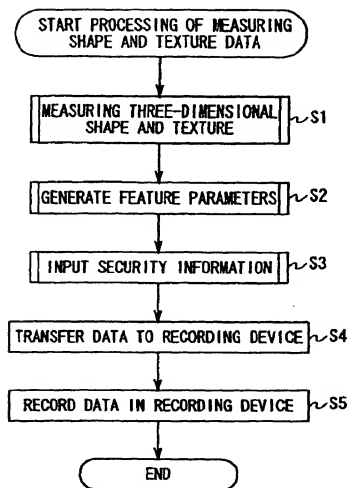 START PROCESSING OF MEASURING
SHAPE AND TEXTURE DATA
MEASURING THREE-DIMENSIONAL
SHAPE AND TEXTURE
S1
GENERATE FEATURE PARAMETERS
S2
INPUT SECURITY INFORMATION
S3
TRANSFER DATA TO RECORDING DEVICE
S4
RECORD DATA IN RECORDING DEVICE
S5
END